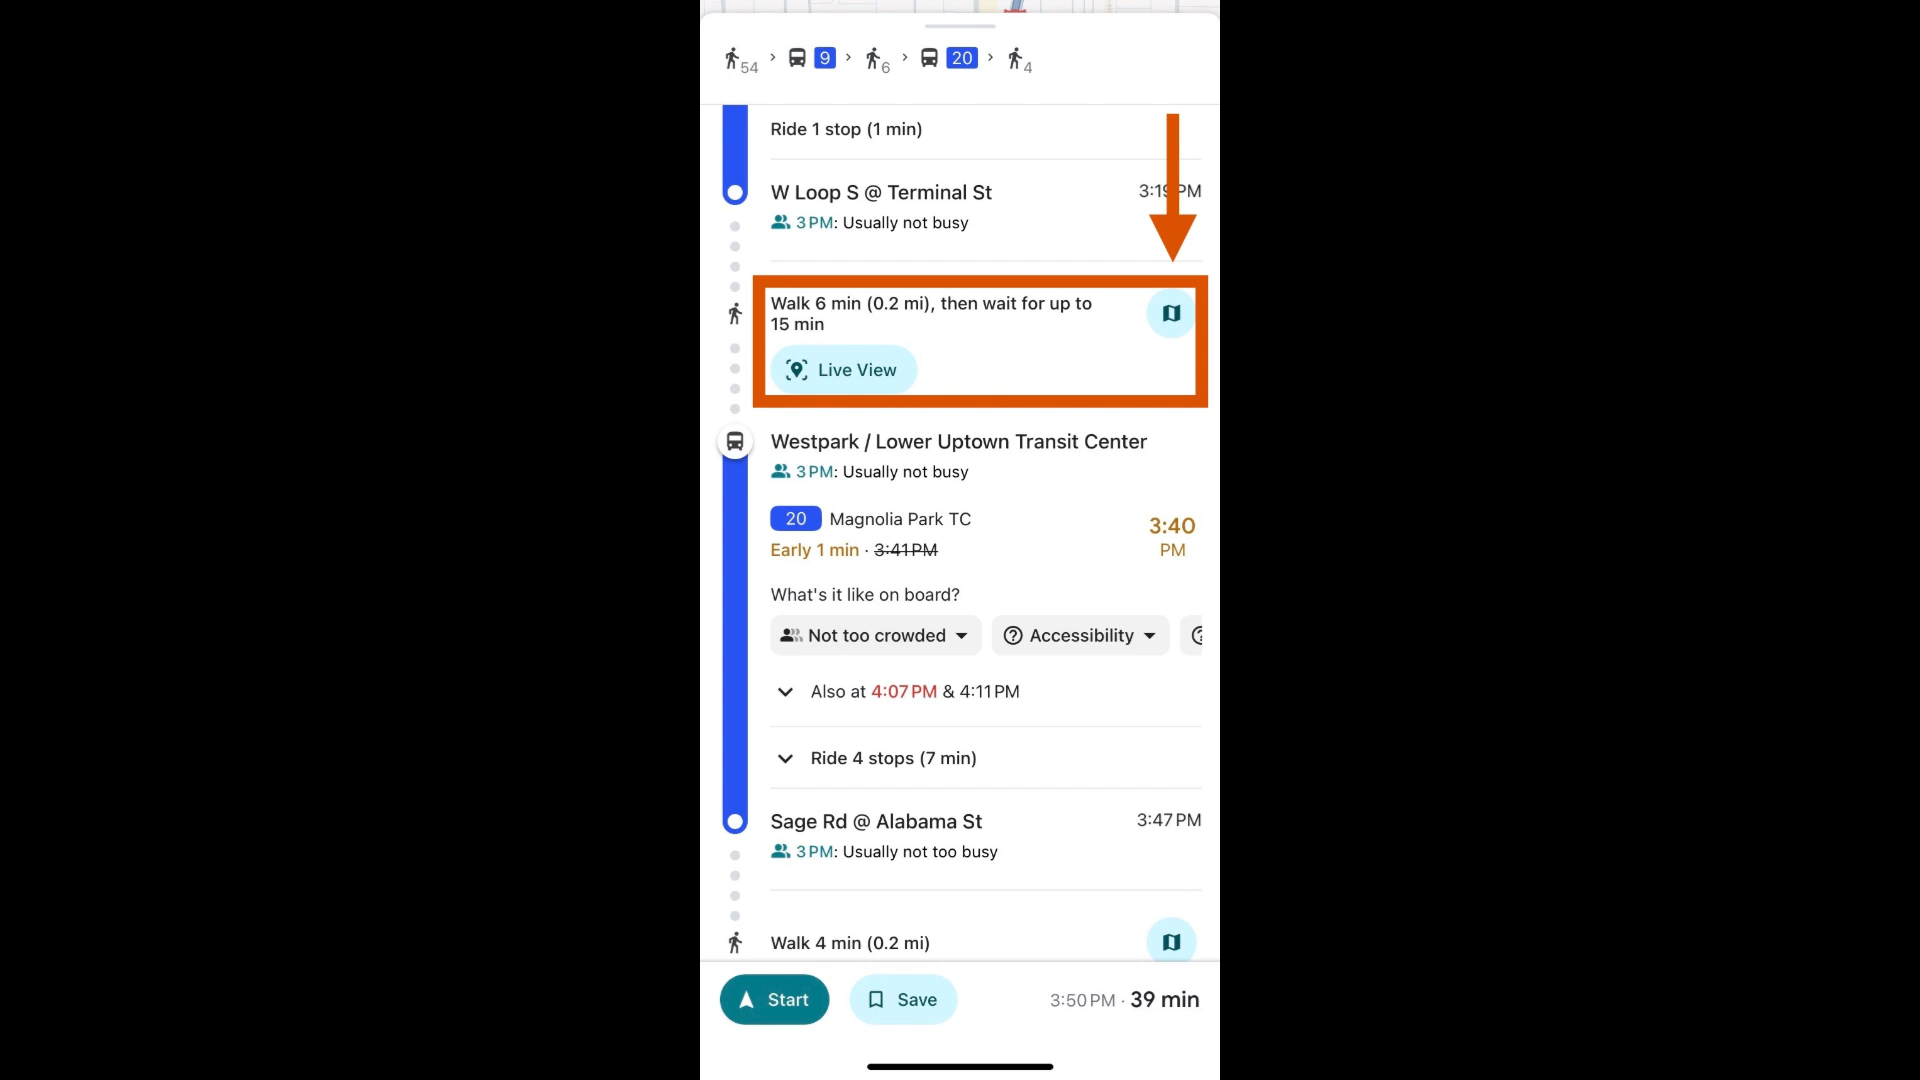 54 9 6 20 4
Ride 1 stop (1 min)
W Loop S @ Terminal St 3:19 PM
3 PM: Usually not busy
Walk 6 min (0.2 mi), then wait for up to
15 min
Live View
Westpark / Lower Uptown Transit Center
3 PM: Usually not busy
20 Magnolia Park TC 3:40
Early 1 min · 3:41 PM PM
What's it like on board?
Not too crowded Accessibility
Also at 4:07 PM & 4:11 PM
Ride 4 stops (7 min)
Sage Rd @ Alabama St 3:47 PM
3 PM: Usually not too busy
Walk 4 min (0.2 mi)
Start Save 3:50 PM · 39 min